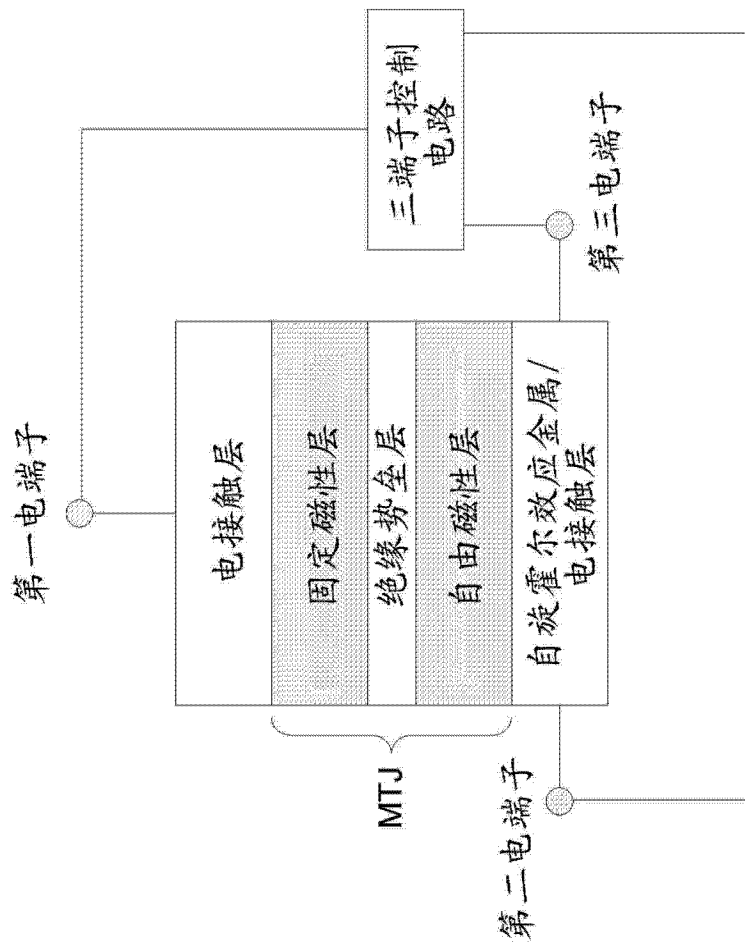 第一电端子
电接触层
固定磁性层
绝缘势垒层
自由磁性层
自旋霍尔效应金属/
电接触层
MTJ
第二电端子
第三电端子
三端子控制
电路